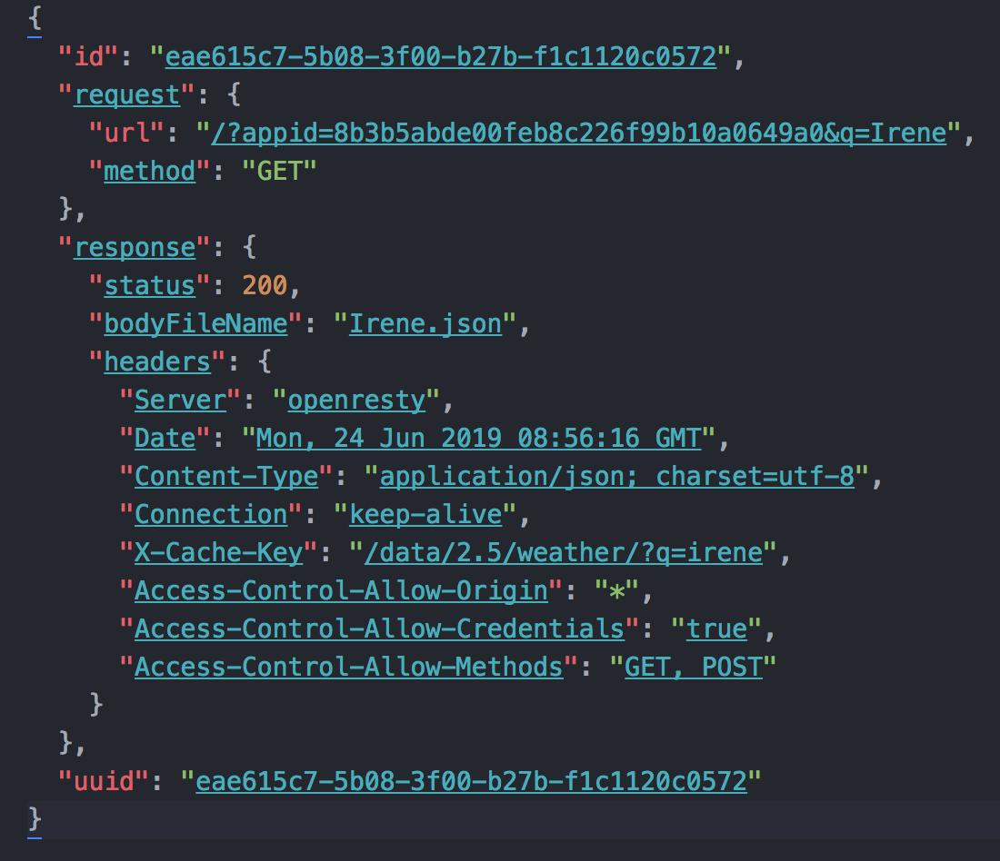 {
  "id": "eae615c7-5b08-3f00-b27b-f1c1120c0572",
  "request": {
    "url": "/?appid=8b3b5abde00feb8c226f99b10a0649a0&q=Irene",
    "method": "GET"
  },
  "response": {
    "status": 200,
    "bodyFileName": "Irene.json",
    "headers": {
      "Server": "openresty",
      "Date": "Mon, 24 Jun 2019 08:56:16 GMT",
      "Content-Type": "application/json; charset=utf-8",
      "Connection": "keep-alive",
      "X-Cache-Key": "/data/2.5/weather/?q=irene",
      "Access-Control-Allow-Origin": "*",
      "Access-Control-Allow-Credentials": "true",
      "Access-Control-Allow-Methods": "GET, POST"
    }
  },
  "uuid": "eae615c7-5b08-3f00-b27b-f1c1120c0572"
}